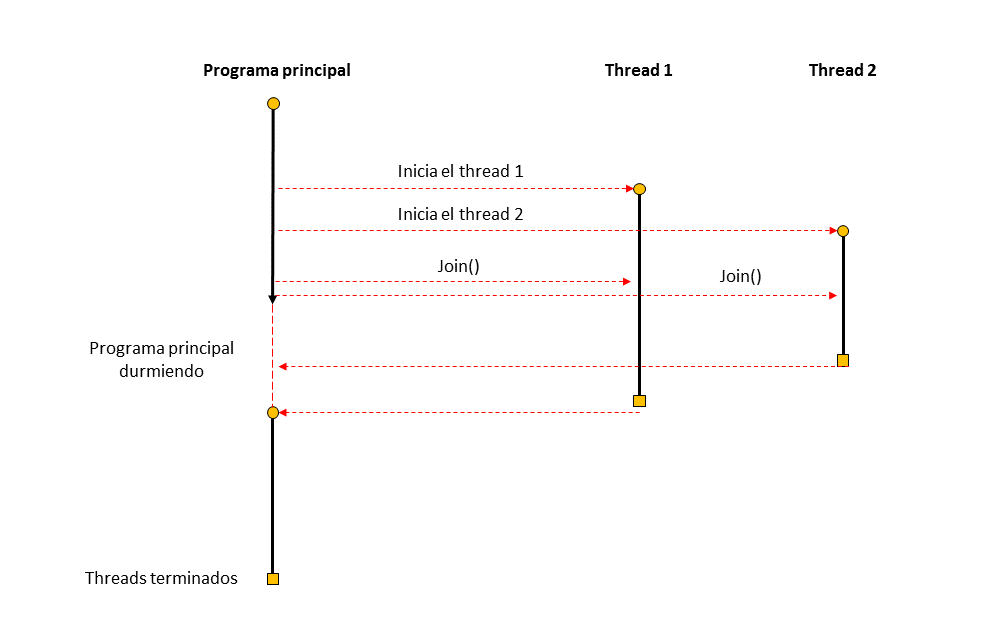 Programa principal
Thread 1
Thread 2
Inicia el thread 1
Inicia el thread 2
Join()
Join()
Programa principal
durmiendo
Threads terminados